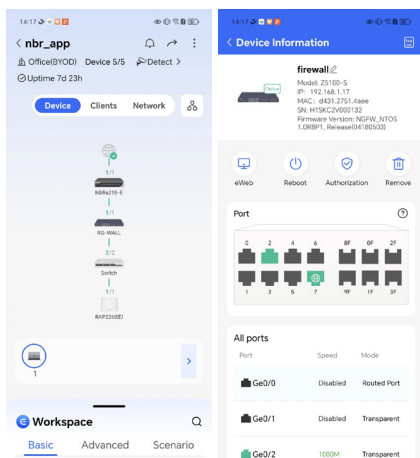 14:17
nbr_app
Office(BYOD) Device 5/5 Detect >
Uptime 7d 23h
Device Clients Network
1/1
NBR6215-E
1/1
RG-WALL
2/2
Switch
1/1
RAP2260(E)
1
Workspace
Basic Advanced Scenario
14:17
Device Information
firewall
Online
Model: Z5100-S
IP: 192.168.1.17
MAC: d431.2751.4aee
SN: H1SKC2V000132
Firmware Version: NGFW_NTOS
1.0R8P1, Release(04180503)
eWeb Reboot Authorization Remove
Port
0 2 4 6 8F 0F 2F
1 3 5 7 9F 1F 3F
All ports
Port Speed Mode
Ge0/0 Disabled Routed Port
Ge0/1 Disabled Transparent
Ge0/2 1000M Transparent